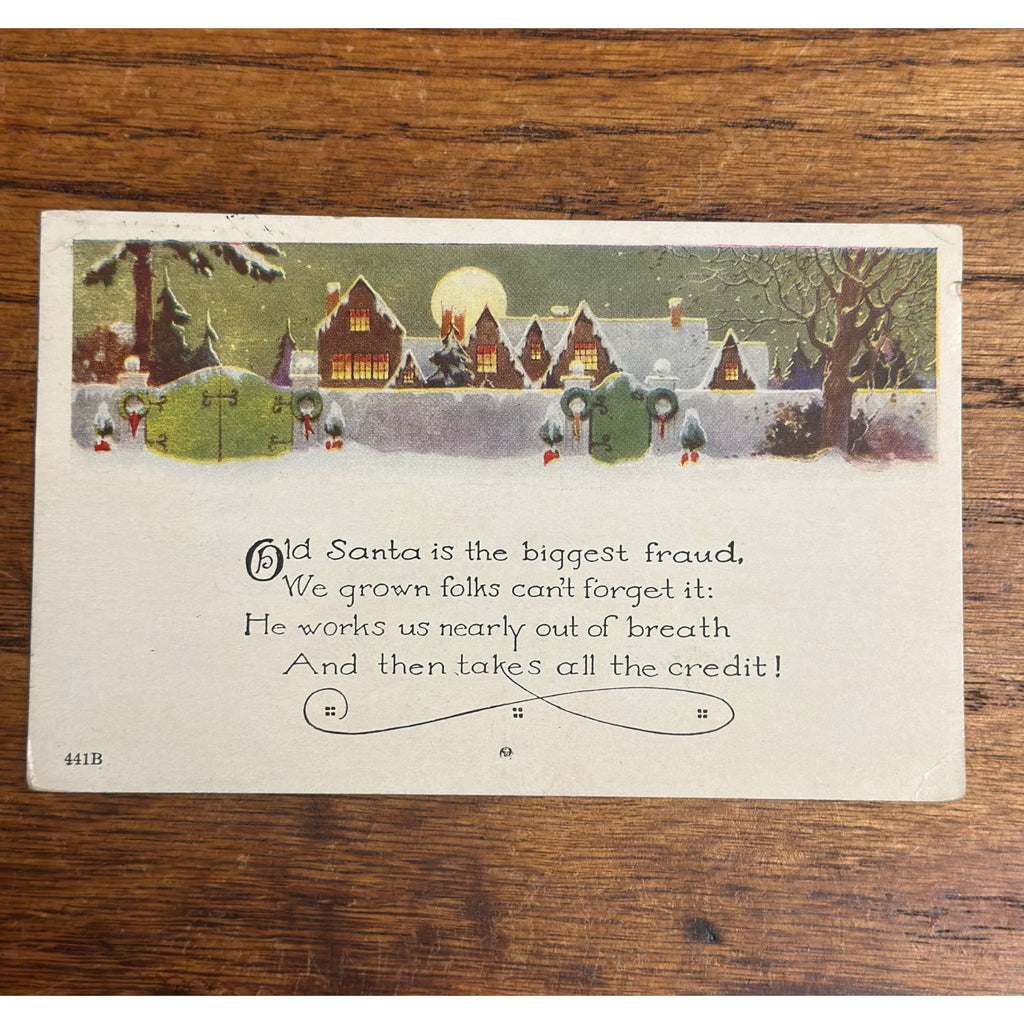 Old Santa is the biggest fraud,
We grown folks can't forget it:
He works us nearly out of breath
And then takes all the credit!
441B